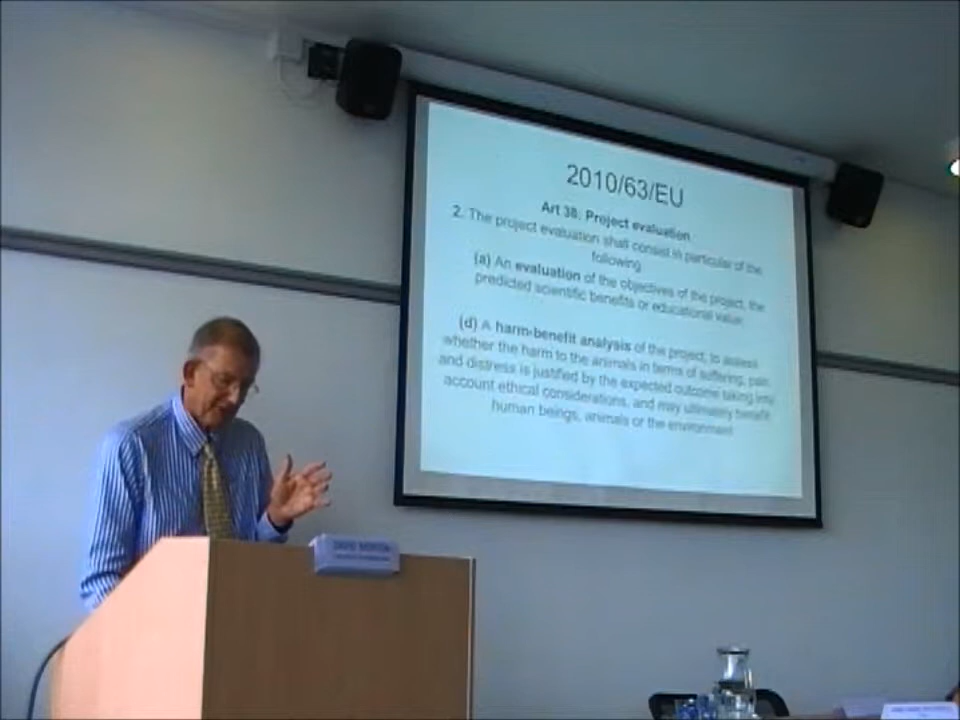 2010/63/EU
Art 38: Project evaluation
2. The project evaluation shall consist in particular of the
following
(a) An evaluation of the objectives of the project, the
predicted scientific benefits or educational value
(d) A harm-benefit analysis of the project, to assess
whether the harm to the animals in terms of suffering, pain
and distress is justified by the expected outcome taking into
account ethical considerations, and may ultimately benefit
human beings, animals or the environment
DAVID MORTON